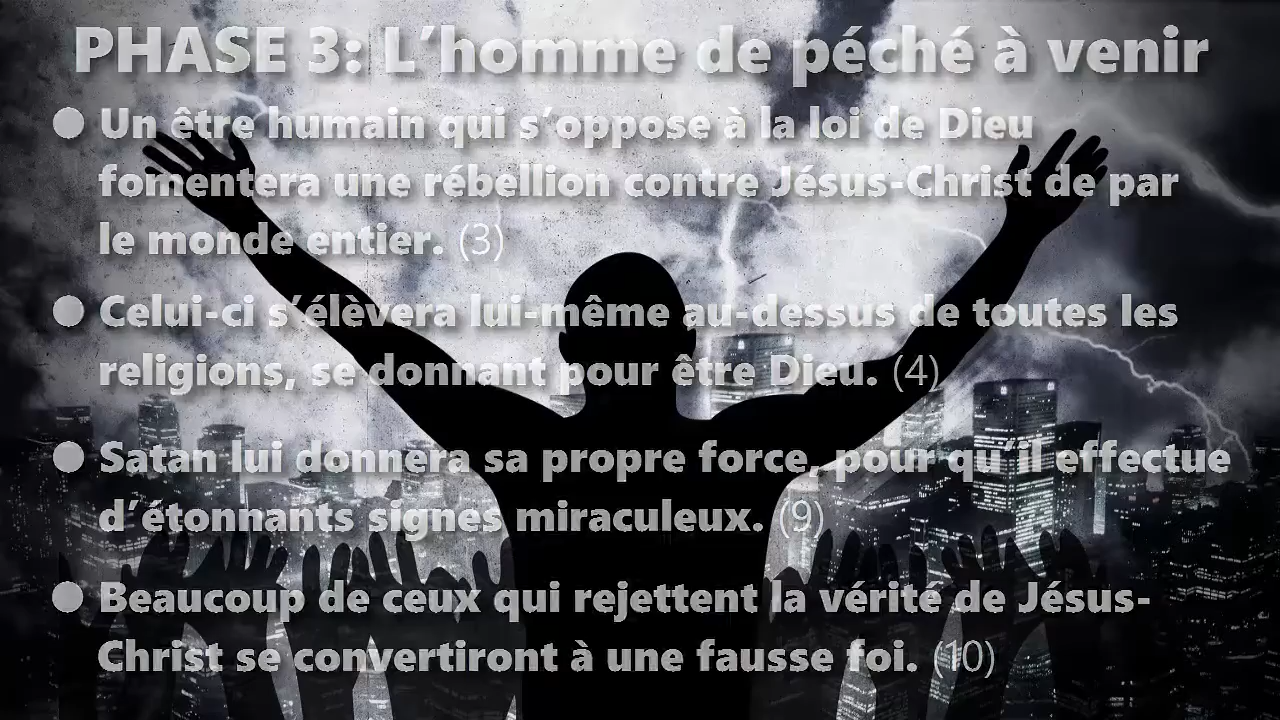 PHASE 3: L’homme de péché à venir
● Un être humain qui s’oppose à la loi de Dieu
fomentera une rébellion contre Jésus-Christ de par
le monde entier. (3)
● Celui-ci s’élèvera lui-même au-dessus de toutes les
religions, se donnant pour être Dieu. (4)
● Satan lui donnera sa propre force, pour qu’il effectue
d’étonnants signes miraculeux. (9)
● Beaucoup de ceux qui rejettent la vérité de Jésus-
Christ se convertiront à une fausse foi. (10)